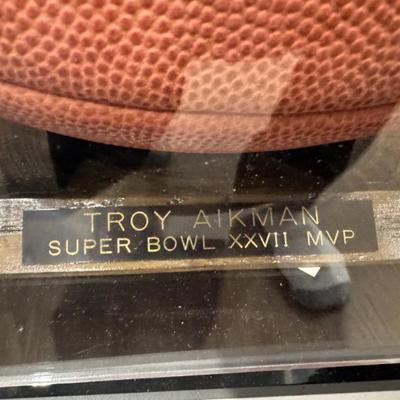 TROY AIKMAN
SUPER BOWL XXVII MVP